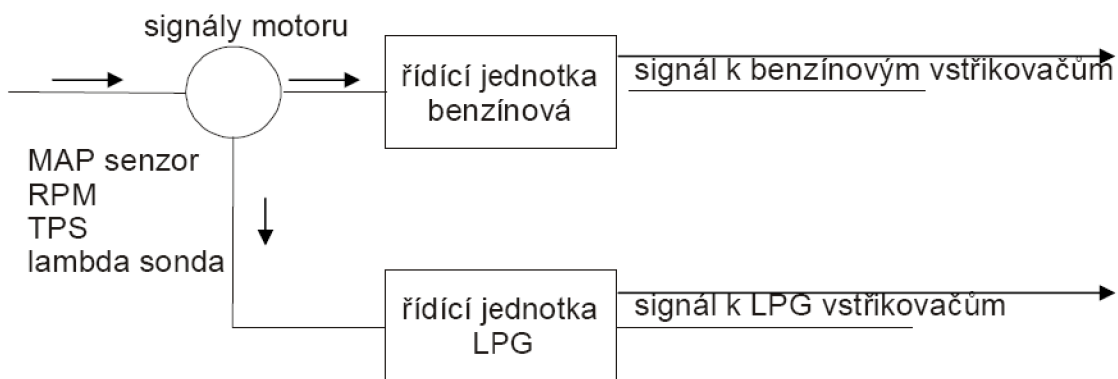 signály motoru
řídící jednotka
benzínová
signál k benzínovým vstřikovačům
MAP senzor
RPM
TPS
lambda sonda
řídící jednotka
LPG
signál k LPG vstřikovačům